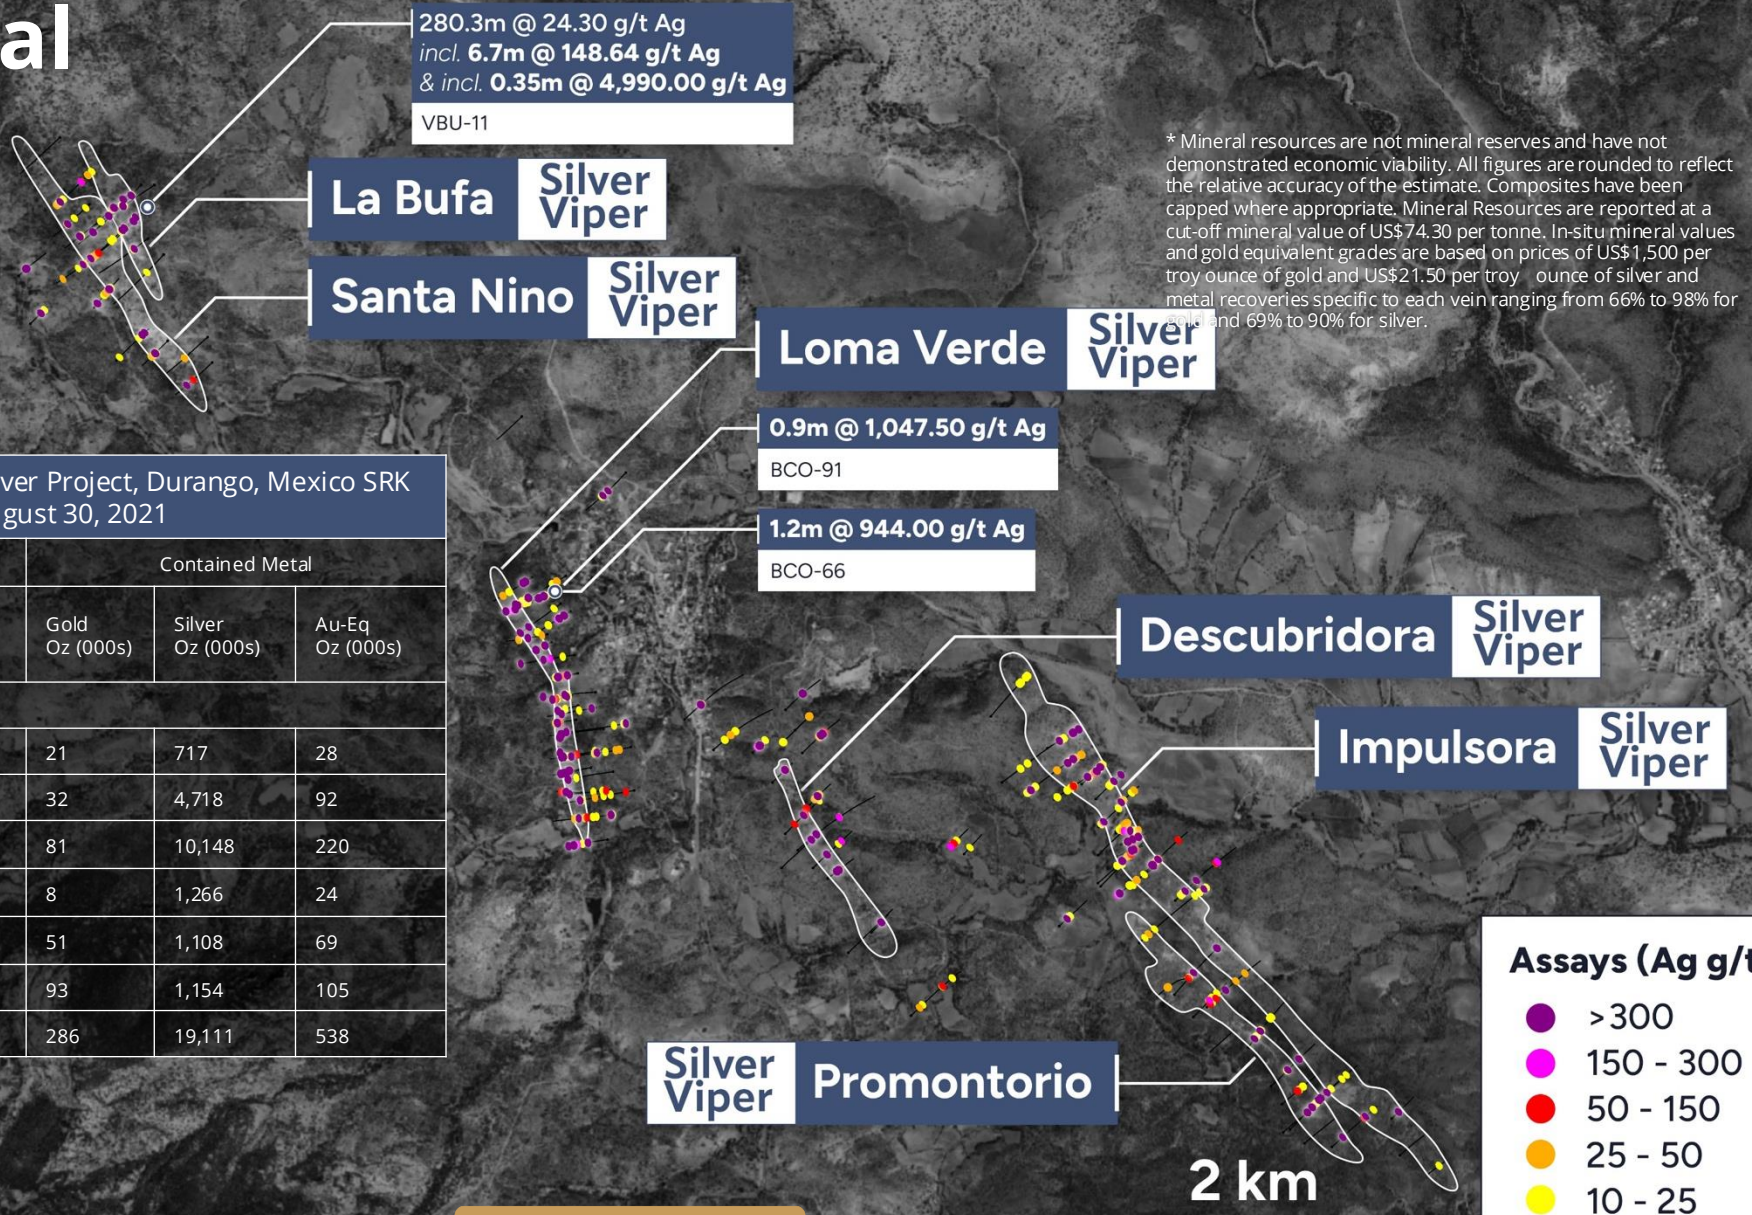 al
280.3m @ 24.30 g/t Ag
incl. 6.7m @ 148.64 g/t Ag
& incl. 0.35m @ 4,990.00 g/t Ag
VBU-11
* Mineral resources are not mineral reserves and have not
demonstrated economic viability. All figures are rounded to reflect
the relative accuracy of the estimate. Composites have been
capped where appropriate. Mineral Resources are reported at a
cut-off mineral value of US$74.30 per tonne. In-situ mineral values
and gold equivalent grades are based on prices of US$1,500 per
troy ounce of gold and US$21.50 per troy ounce of silver and
metal recoveries specific to each vein ranging from 66% to 98% for
gold and 69% to 90% for silver.
La Bufa
Silver
Viper
Santa Nino
Silver
Viper
Loma Verde
Silver
Viper
0.9m @ 1,047.50 g/t Ag
BCO-91
1.2m @ 944.00 g/t Ag
BCO-66
ver Project, Durango, Mexico SRK
gust 30, 2021
Contained Metal
Gold
Oz (000s)
Silver
Oz (000s)
Au-Eq
Oz (000s)
21 717 28
32 4,718 92
81 10,148 220
8 1,266 24
51 1,108 69
93 1,154 105
286 19,111 538
Descubridora
Silver
Viper
Impulsora
Silver
Viper
Silver
Viper
Promontorio
2 km
Assays (Ag g/t
>300
150 - 300
50 - 150
25 - 50
10 - 25